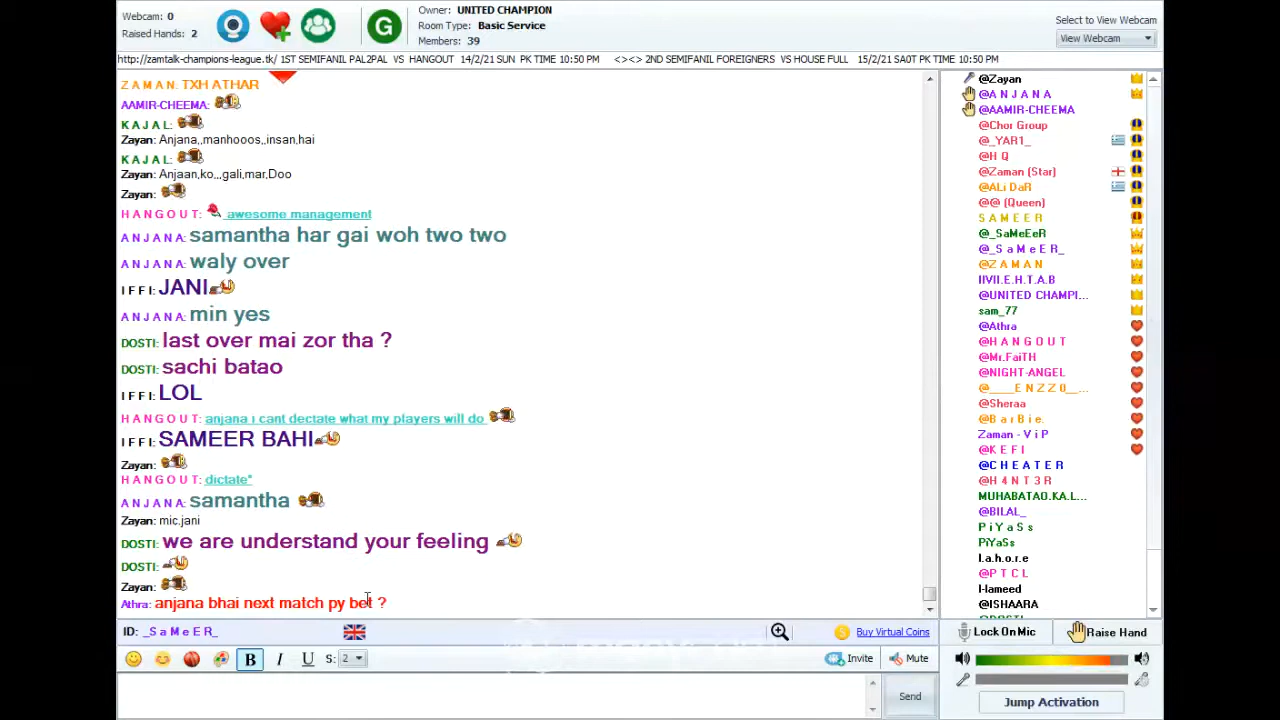 Webcam: 0
Raised Hands: 2
G
Owner: UNITED CHAMPION
Room Type: Basic Service
Members: 39
Select to View Webcam
View Webcam
http://zamtalk-champions-league.tk/ 1ST SEMIFANIL PAL2PAL VS HANGOUT 14/2/21 SUN PK TIME 10:50 PM <><> 2ND SEMIFANIL FOREIGNERS VS HOUSE FULL 15/2/21 SAOT PK TIME 10:50 PM
Z A M A N: TXH ATHAR
AAMIR-CHEEMA:
K A J A L:
Zayan: Anjana,,manhooos,,insan,hai
K A J A L:
Zayan: Anjaan,ko,,,gali,mar,Doo
Zayan:
H A N G O U T: awesome management
A N J A N A: samantha har gai woh two two
A N J A N A: waly over
I F F I: JANI
A N J A N A: min yes
DOSTI: last over mai zor tha ?
DOSTI: sachi batao
I F F I: LOL
H A N G O U T: anjana i cant dectate what my players will do
I F F I: SAMEER BAHI
Zayan:
H A N G O U T: dictate*
A N J A N A: samantha
Zayan: mic,jani
DOSTI: we are understand your feeling
DOSTI:
Zayan:
Athra: anjana bhai next match py bet ?
@Zayan
@A N J A N A
@AAMIR-CHEEMA
@Chor Group
@_YAR1_
@H Q
@Zaman (Star)
@ALi DaR
@@ (Queen)
S A M E E R
@_SaMeEeR
@_S a M e E R_
@Z A M A N
IIVII.E.H.T.A.B
@UNITED CHAMPI...
sam_77
@Athra
@H A N G O U T
@Mr.FaiTH
@NIGHT-ANGEL
@____E N Z Z 0__...
@Sheraa
@B a ı B i e.
Zaman - V i P
@K E F I
@C H E A T E R
@H 4 N T 3 R
MUHABATAO.KA.L...
@BILAL_
P i Y a S s
PiYaSs
l.a.h.o.r.e
@P T C L
I-lameed
@ISHAARA
@DOSTI
ID: _S a M e E R_
Buy Virtual Coins
Lock On Mic
Raise Hand
B I U S: 2
Invite
Mute
Send
Jump Activation